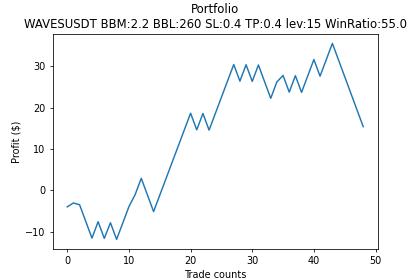 Portfolio
WAVESUSDT BBM:2.2 BBL:260 SL:0.4 TP:0.4 lev:15 WinRatio:55.0
Profit ($)
30
20
10
0
−10
0
10
20
30
40
50
Trade counts